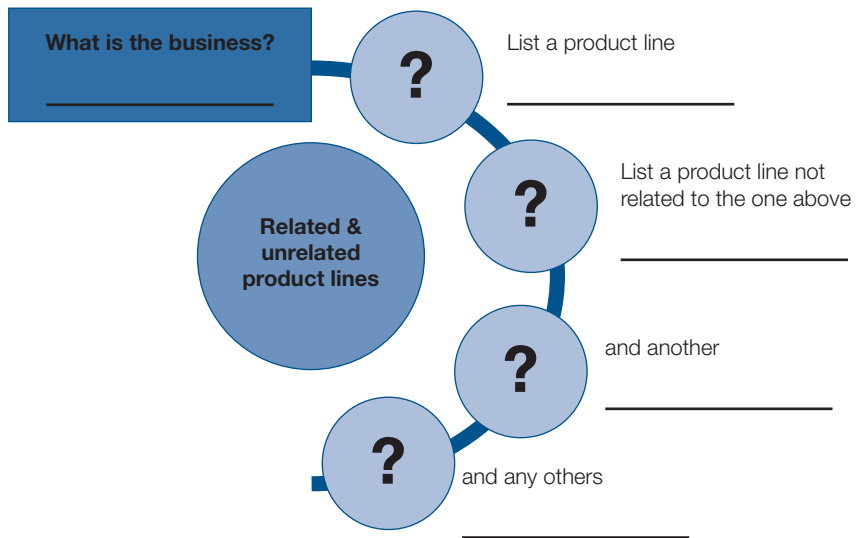 What is the business?
?
List a product line
?
List a product line not
related to the one above
Related &
unrelated
product lines
?
and another
?
and any others